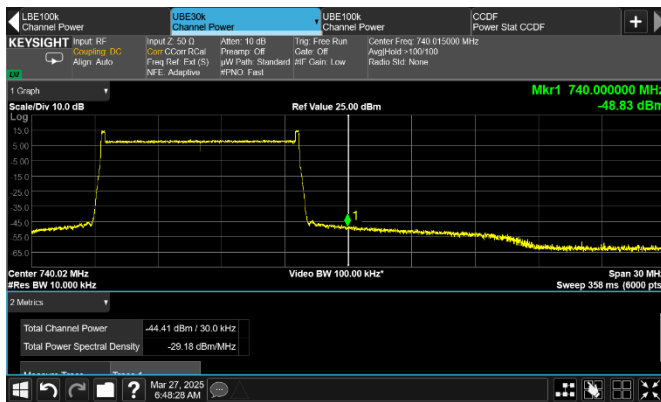 LBE100k
Channel Power
UBE30k
Channel Power
UBE100k
Channel Power
CCDF
Power Stat CCDF
KEYSIGHT
Input: RF
Coupling: DC
Align: Auto
Input Z: 50 Ω
Corr CCorr RCal
Freq Ref: Ext (S)
NFE: Adaptive
Atten: 10 dB
Preamp: Off
µW Path: Standard
#PNO: Fast
Trig: Free Run
Gate: Off
#IF Gain: Low
Center Freq: 740.015000 MHz
Avg|Hold:>100/100
Radio Std: None
LV
1 Graph
Mkr1 740.000000 MHz
Scale/Div 10.0 dB
Ref Value 25.00 dBm
-48.83 dBm
Log
15.0
5.00
-5.00
-15.0
-25.0
-35.0
-45.0
-55.0
-65.0
1
Center 740.02 MHz
Video BW 100.00 kHz*
Span 30 MHz
#Res BW 10.000 kHz
Sweep 358 ms (6000 pts)
2 Metrics
Total Channel Power -44.41 dBm / 30.0 kHz
Total Power Spectral Density -29.18 dBm/MHz
Measure Trace Trace 1
?
Mar 27, 2025
6:48:28 AM